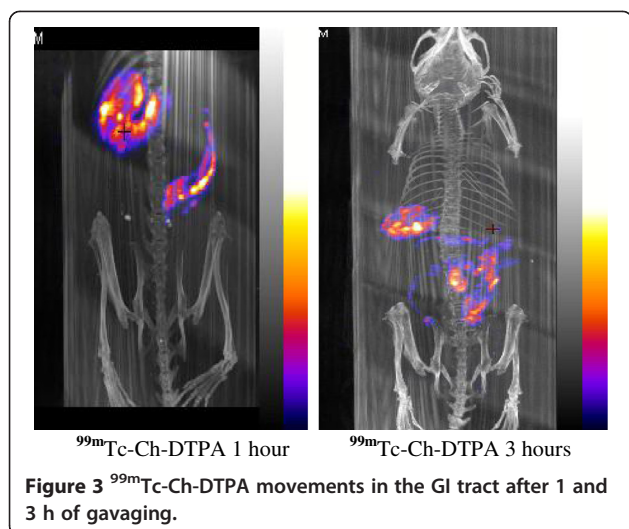 M
M
99mTc-Ch-DTPA 1 hour
99mTc-Ch-DTPA 3 hours
Figure 3 99mTc-Ch-DTPA movements in the GI tract after 1 and
3 h of gavaging.